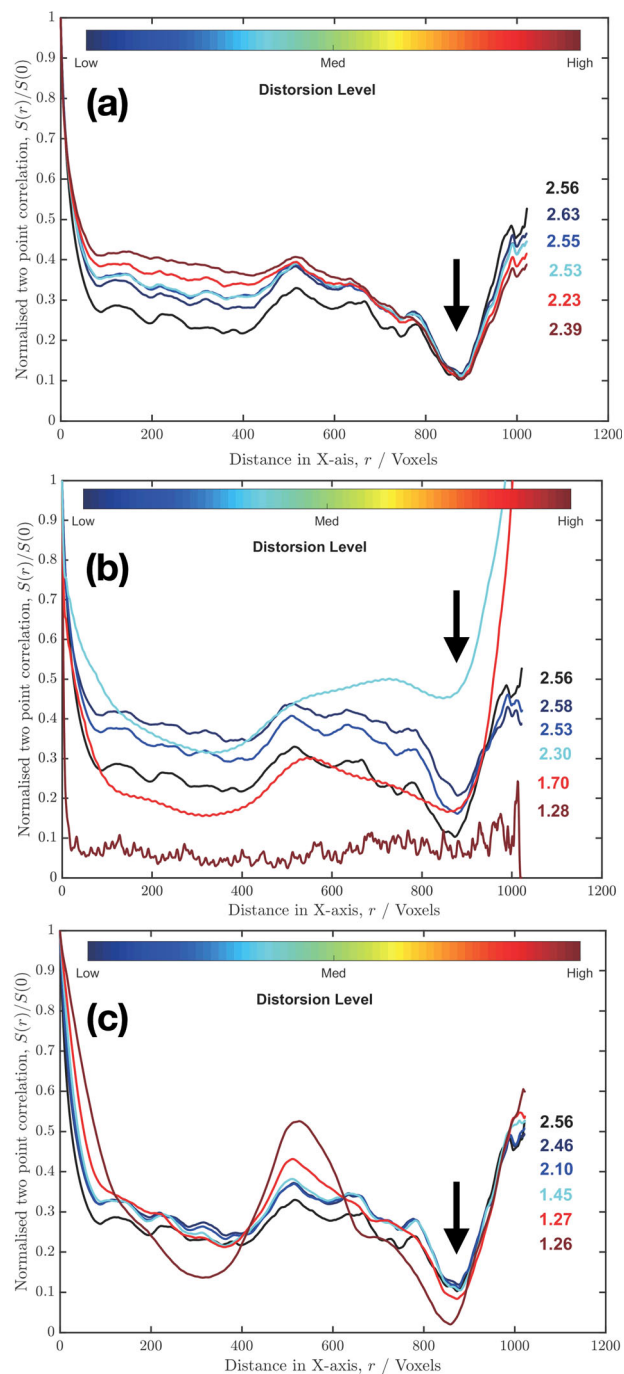 1
0.9
0.8
0.7
0.6
0.5
0.4
0.3
0.2
0.1
0
Normalised two point correlation, S(r)/S(0)
Low Med High
Distorsion Level
(a)
2.56
2.63
2.55
2.53
2.23
2.39
0 200 400 600 800 1000 1200
Distance in X-ais, r / Voxels
1
0.9
0.8
0.7
0.6
0.5
0.4
0.3
0.2
0.1
0
Normalised two point correlation, S(r)/S(0)
Low Med High
Distorsion Level
(b)
2.56
2.58
2.53
2.30
1.70
1.28
0 200 400 600 800 1000 1200
Distance in X-axis, r / Voxels
1
0.9
0.8
0.7
0.6
0.5
0.4
0.3
0.2
0.1
0
Normalised two point correlation, S(r)/S(0)
Low Med High
Distorsion Level
(c)
2.56
2.46
2.10
1.45
1.27
1.26
0 200 400 600 800 1000 1200
Distance in X-axis, r / Voxels